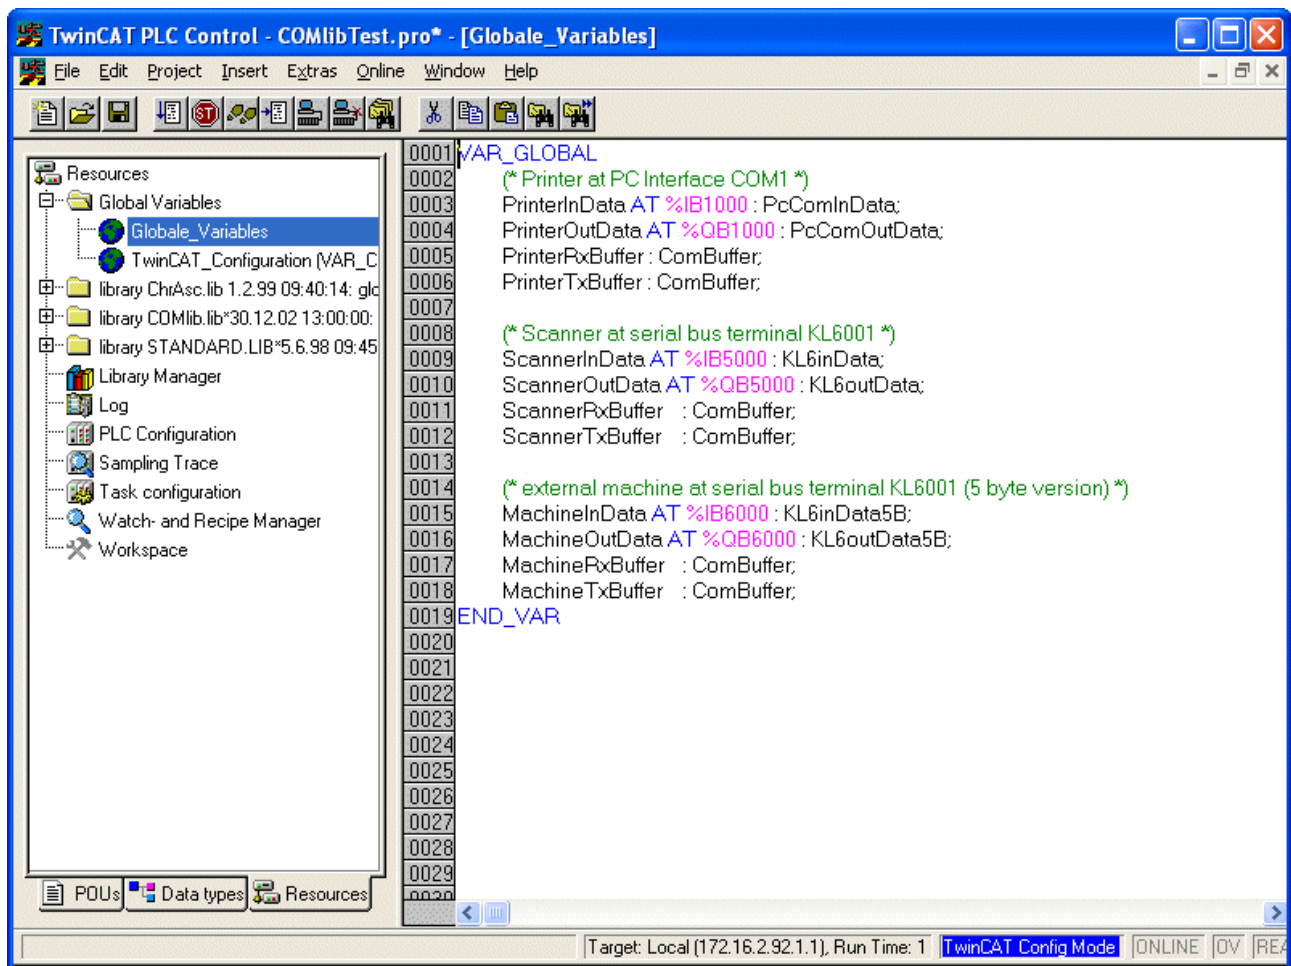 TwinCAT PLC Control - COMlibTest.pro* - [Globale_Variables]
File Edit Project Insert Extras Online Window Help
Resources
Global Variables
Globale_Variables
TwinCAT_Configuration (VAR_C
library ChrAsc.lib 1.2.99 09:40:14: glo
library COMlib.lib*30.12.02 13:00:00:
library STANDARD.LIB*5.6.98 09:45
Library Manager
Log
PLC Configuration
Sampling Trace
Task configuration
Watch- and Recipe Manager
Workspace
POUs Data types Resources
0001 VAR_GLOBAL
0002 (* Printer at PC Interface COM1 *)
0003 PrinterInData AT %IB1000 : PcComInData;
0004 PrinterOutData AT %QB1000 : PcComOutData;
0005 PrinterRxBuffer : ComBuffer;
0006 PrinterTxBuffer : ComBuffer;
0007
0008 (* Scanner at serial bus terminal KL6001 *)
0009 ScannerInData AT %IB5000 : KL6inData;
0010 ScannerOutData AT %QB5000 : KL6outData;
0011 ScannerRxBuffer : ComBuffer;
0012 ScannerTxBuffer : ComBuffer;
0013
0014 (* external machine at serial bus terminal KL6001 (5 byte version) *)
0015 MachineInData AT %IB6000 : KL6inData5B;
0016 MachineOutData AT %QB6000 : KL6outData5B;
0017 MachineRxBuffer : ComBuffer;
0018 MachineTxBuffer : ComBuffer;
0019 END_VAR
0020
0021
0022
0023
0024
0025
0026
0027
0028
0029
0030
Target: Local (172.16.2.92.1.1), Run Time: 1 TwinCAT Config Mode ONLINE OV REA